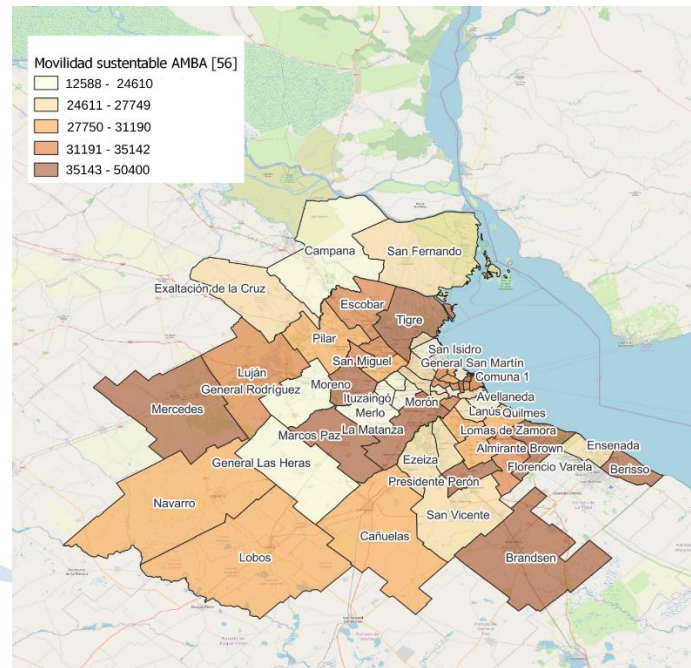 Movilidad sustentable AMBA [56]
12588 - 24610
24611 - 27749
27750 - 31190
31191 - 35142
35143 - 50400
Campana
San Fernando
Exaltación de la Cruz
Escobar
Tigre
Pilar
San Isidro
San Miguel
General San Martín
Luján
Comuna 1
General Rodríguez
Moreno
Ituzaingó
Morón
Avellaneda
Mercedes
Merlo
Lanús
Quilmes
Marcos Paz
La Matanza
Lomas de Zamora
Almirante Brown
Ensenada
General Las Heras
Ezeiza
Florencio Varela
Berisso
Presidente Perón
Navarro
San Vicente
Cañuelas
Lobos
Brandsen